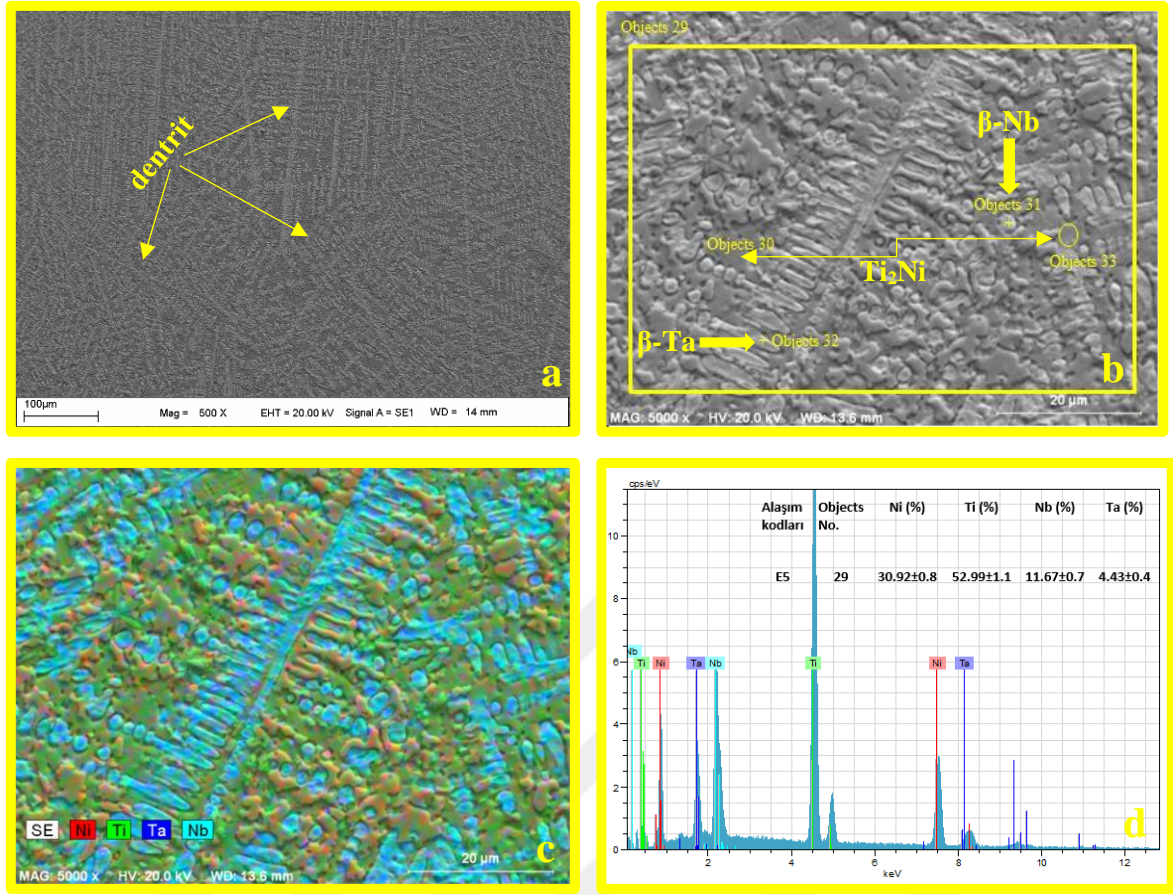 dentrit
a
100µm
Mag = 500 X EHT = 20.00 kV Signal A = SE1 WD = 14 mm
Objects 29
β-Nb
Objects 31
+
Objects 30
Objects 33
Ti₂Ni
β-Ta
+ Objects 32
b
20 µm
MAG: 5000 x HV: 20.0 kV WD: 13.6 mm
SE Ni Ti Ta Nb
c
20 µm
MAG: 5000 x HV: 20.0 kV WD: 13.6 mm
cps/eV
Alaşım kodları Objects No. Ni (%) Ti (%) Nb (%) Ta (%)
E5 29 30.92±0.8 52.99±1.1 11.67±0.7 4.43±0.4
10
8
6
4
2
0
Nb Ti Ni Ta Nb Ti Ni Ta
d
2 4 6 8 10 12
keV